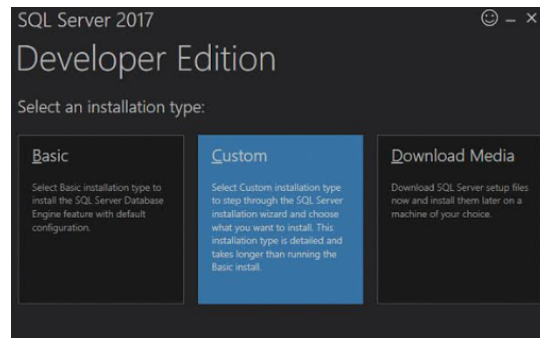 SQL Server 2017
Developer Edition
Select an installation type:
Basic
Select Basic installation type to
install the SQL Server Database
Engine feature with default
configuration.
Custom
Select Custom installation type
to step through the SQL Server
installation wizard and choose
what you want to install. This
installation type is detailed and
takes longer than running the
Basic install.
Download Media
Download SQL Server setup files
now and install them later on a
machine of your choice.